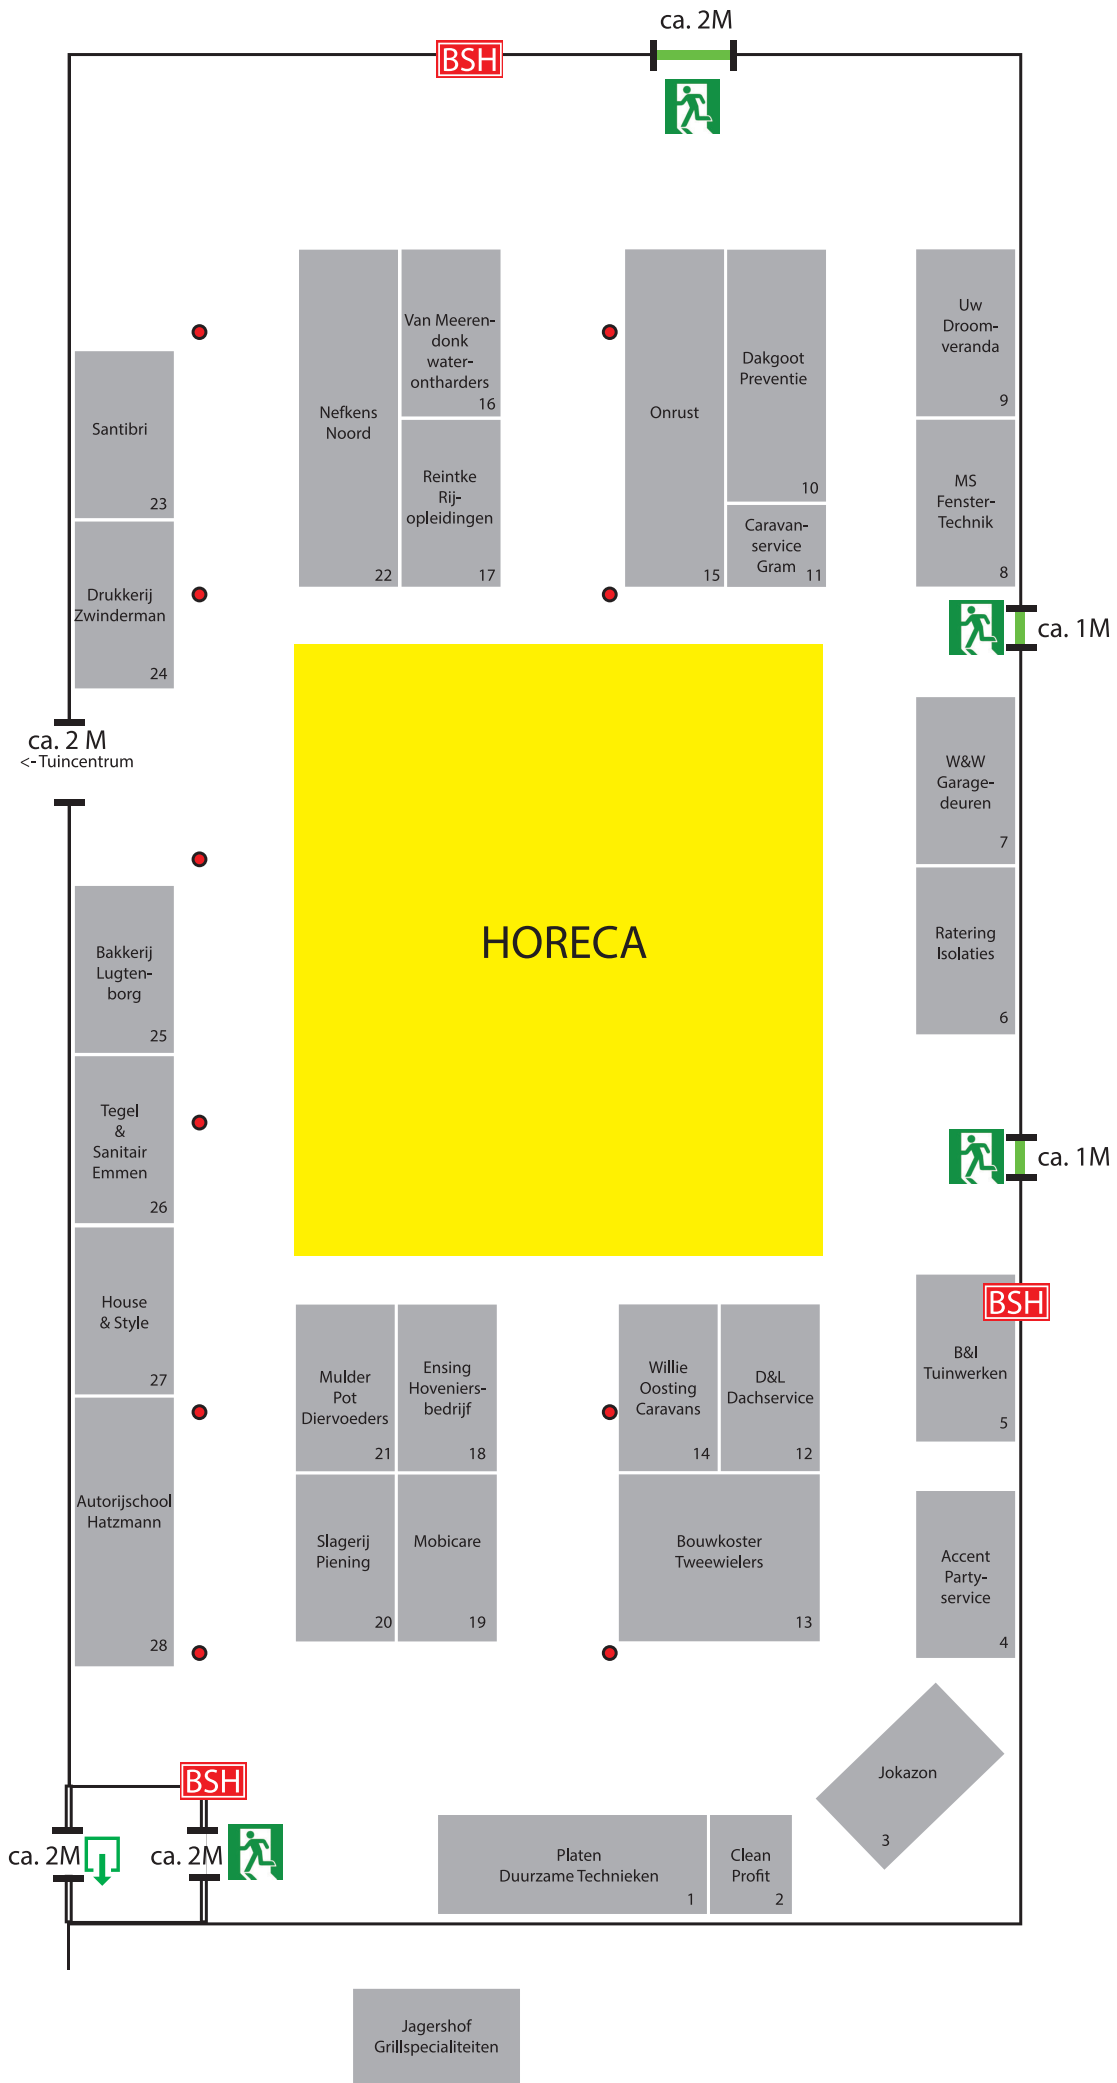 ca. 2M
BSH
Uw
Droom-
veranda
9
Van Meeren-
donk
water-
ontharders
16
Dakgoot
Preventie
10
Nefkens
Noord
22
Onrust
15
Santibri
23
Reintke
Rij-
opleidingen
17
MS
Fenster-
Technik
8
Caravan-
service
Gram
11
Drukkerij
Zwinderman
24
ca. 1M
ca. 2 M
<-Tuincentrum
W&W
Garage-
deuren
7
HORECA
Ratering
Isolaties
6
Bakkerij
Lugten-
borg
25
Tegel
&
Sanitair
Emmen
26
ca. 1M
House
& Style
27
BSH
B&I
Tuinwerken
5
Mulder
Pot
Diervoeders
21
Ensing
Hoveniers-
bedrijf
18
Willie
Oosting
Caravans
14
D&L
Dachservice
12
Autorijschool
Hatzmann
28
Slagerij
Piening
20
Mobicare
19
Bouwkoster
Tweewielers
13
Accent
Party-
service
4
Jokazon
3
BSH
ca. 2M
ca. 2M
Platen
Duurzame Technieken
1
Clean
Profit
2
Jagershof
Grillspecialiteiten